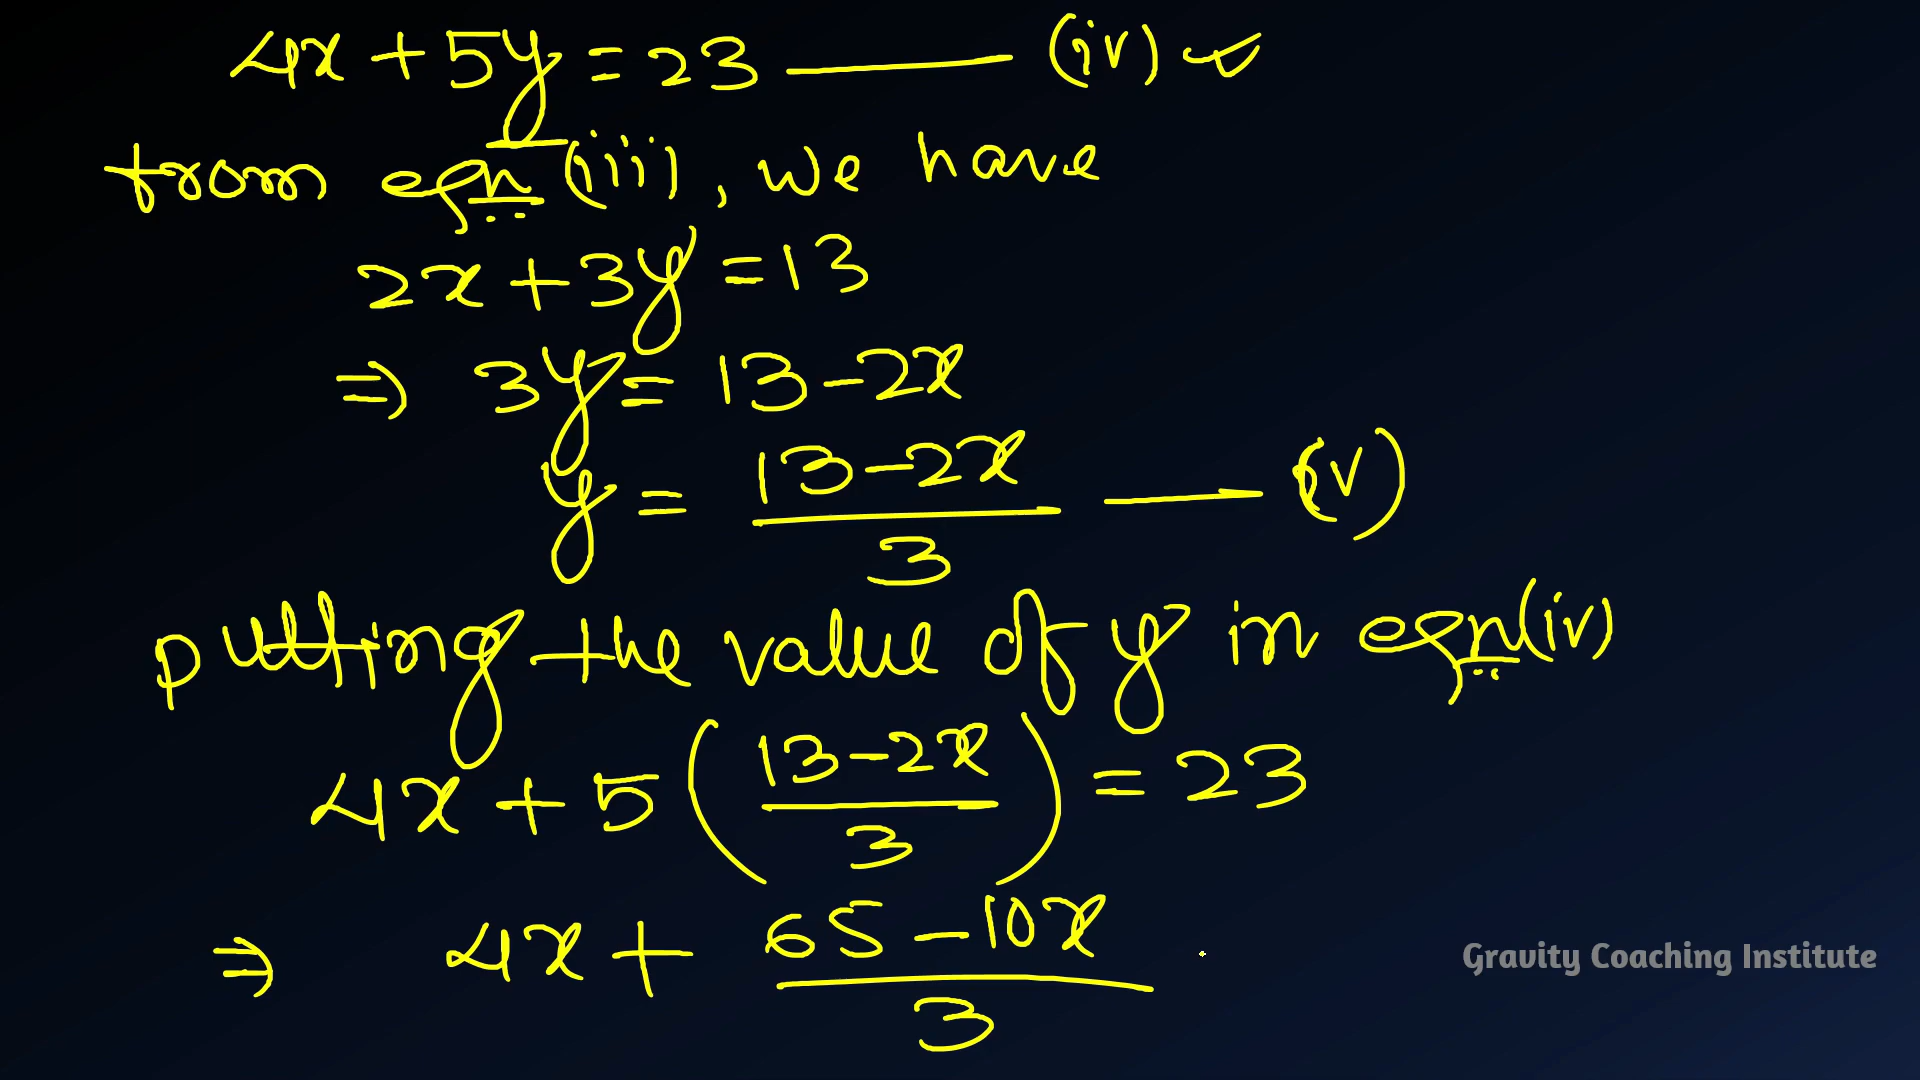 4x + 5y = 23 —— (iv) ✓
from eqn (iii), we have
2x + 3y = 13
⇒ 3y = 13 - 2x
y = (13 - 2x)/3 —— (v)
putting the value of y in eqn (iv)
4x + 5 ((13 - 2x)/3) = 23
⇒ 4x + (65 - 10x)/3
Gravity Coaching Institute